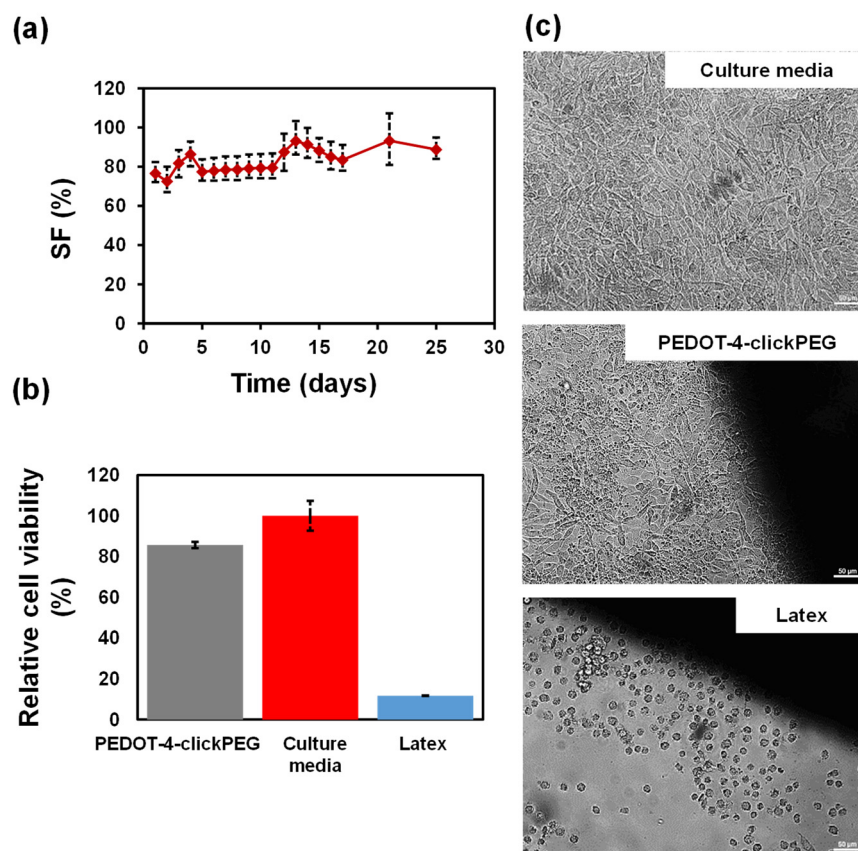 (a)
120
100
80
60
40
20
0
SF (%)
0 5 10 15 20 25 30
Time (days)
(b)
120
100
80
60
40
20
0
Relative cell viability
(%)
PEDOT-4-clickPEG Culture Latex
media
(c)
Culture media
50 µm
PEDOT-4-clickPEG
50 µm
Latex
50 µm